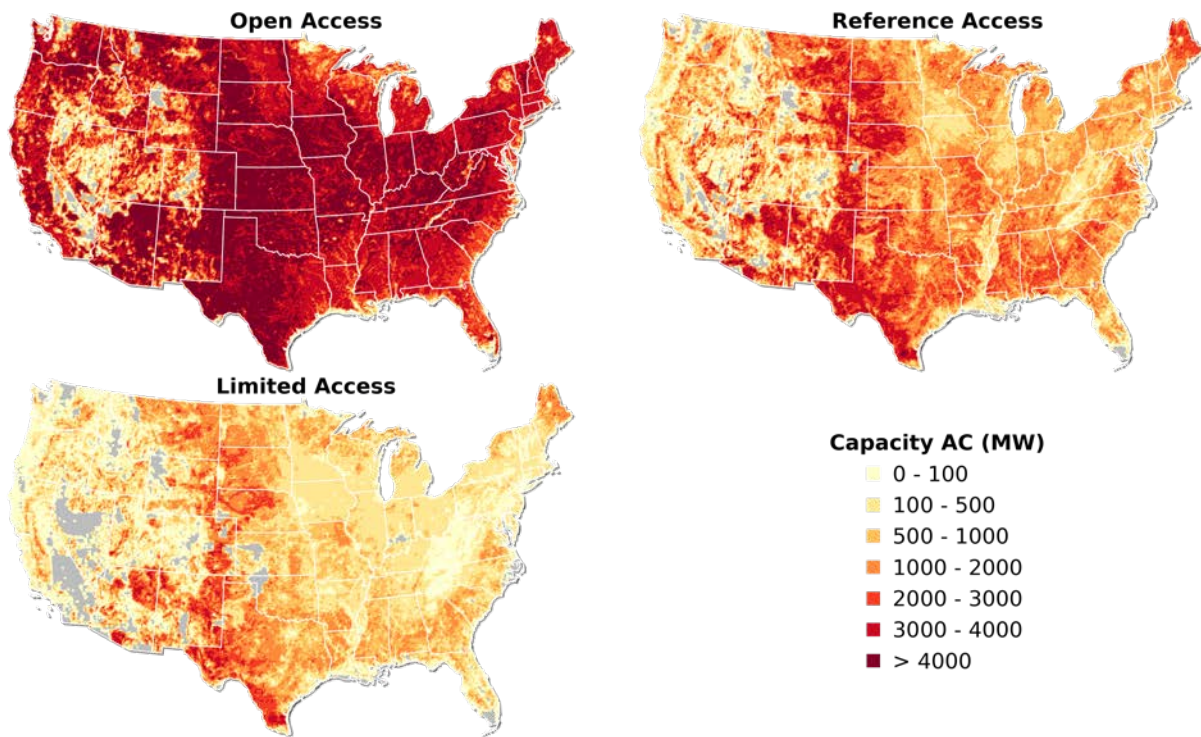 Open Access
Reference Access
Limited Access
Capacity AC (MW)
0 - 100
100 - 500
500 - 1000
1000 - 2000
2000 - 3000
3000 - 4000
> 4000